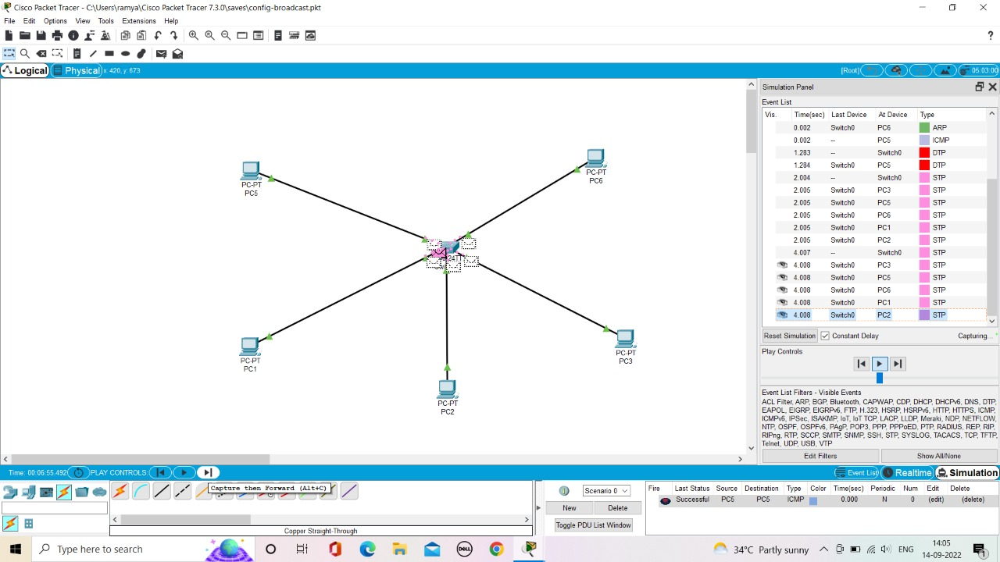 Cisco Packet Tracer - C:\Users\ramya\Cisco Packet Tracer 7.3.0\saves\config-broadcast.pkt
File Edit Options View Tools Extensions Help
?
Logical Physical x: 420, y: 673 [Root] 05:03:00
Simulation Panel
Event List
Vis. Time(sec) Last Device At Device Type
0.002 Switch0 PC6 ARP
0.002 -- PC5 ICMP
1.283 -- Switch0 DTP
1.284 Switch0 PC5 DTP
2.004 -- Switch0 STP
2.005 Switch0 PC3 STP
2.005 Switch0 PC5 STP
2.005 Switch0 PC6 STP
2.005 Switch0 PC1 STP
2.005 Switch0 PC2 STP
4.007 -- Switch0 STP
4.008 Switch0 PC3 STP
4.008 Switch0 PC5 STP
4.008 Switch0 PC6 STP
4.008 Switch0 PC1 STP
4.008 Switch0 PC2 STP
Reset Simulation Constant Delay Capturing...
Play Controls
Event List Filters - Visible Events
ACL Filter, ARP, BGP, Bluetooth, CAPWAP, CDP, DHCP, DHCPv6, DNS, DTP,
EAPOL, EIGRP, EIGRPv6, FTP, H.323, HSRP, HSRPv6, HTTP, HTTPS, ICMP,
ICMPv6, IPSec, ISAKMP, IoT, IoT TCP, LACP, LLDP, Meraki, NDP, NETFLOW,
NTP, OSPF, OSPFv6, PAgP, POP3, PPP, PPPoED, PTP, RADIUS, REP, RIP,
RIPng, RTP, SCCP, SMTP, SNMP, SSH, STP, SYSLOG, TACACS, TCP, TFTP,
Telnet, UDP, USB, VTP
Edit Filters Show All/None
PC-PT
PC5
PC-PT
PC6
PC-PT
PC1
PC-PT
PC2
PC-PT
PC3
Time: 00:06:55.492 PLAY CONTROLS: Event List Realtime Simulation
Capture then Forward (Alt+C)
Copper Straight-Through
Scenario 0
New Delete
Toggle PDU List Window
Fire Last Status Source Destination Type Color Time(sec) Periodic Num Edit Delete
Successful PC5 PC5 ICMP 0.000 N 0 (edit) (delete)
Type here to search
DELL
34°C Partly sunny
ENG
14:05
14-09-2022
1